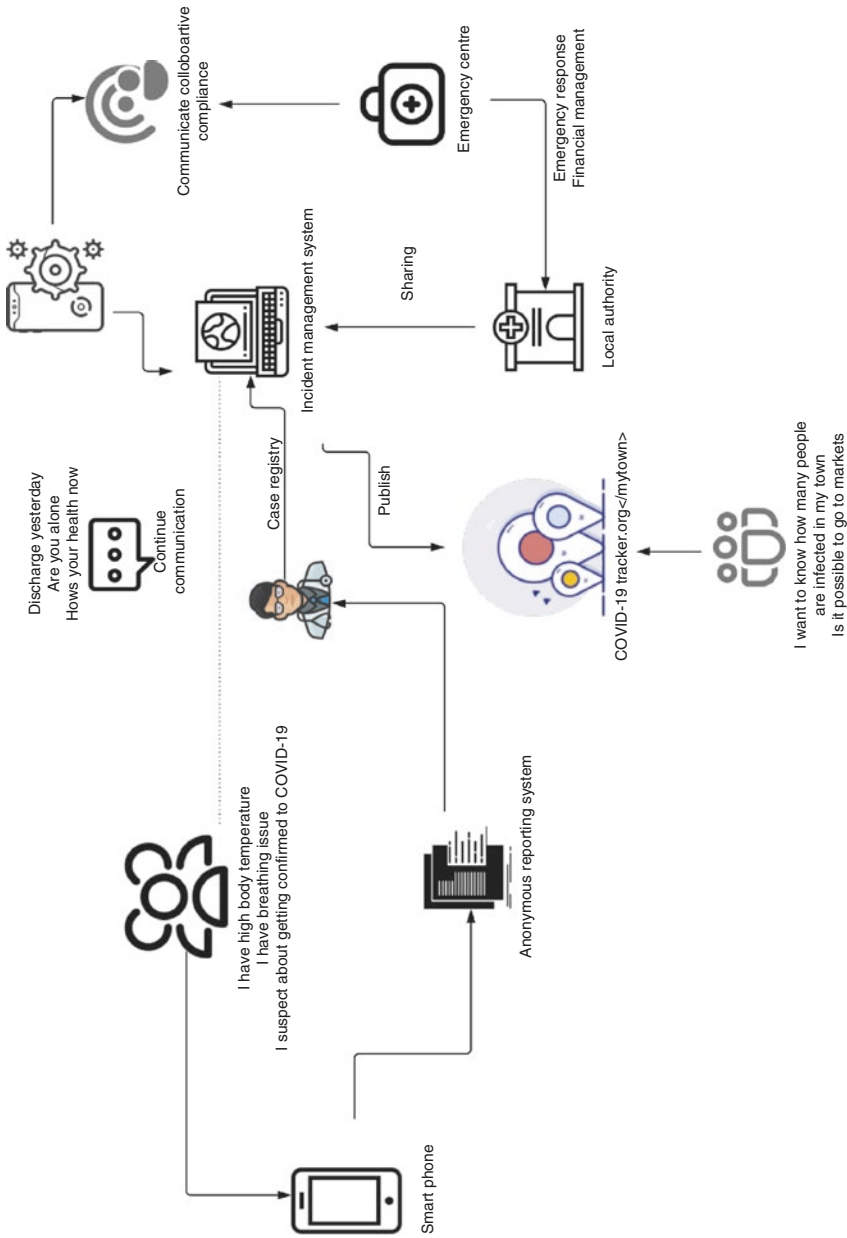 Communicate colloboartive
compliance
Emergency centre
Emergency response
Financial management
Incident management system
Sharing
Local authority
Discharge yesterday
Are you alone
Hows your health now
Continue
communication
Case registry
Publish
COVID-19 tracker.org</mytown>
I want to know how many people
are infected in my town
Is it possible to go to markets
I have high body temperature
I have breathing issue
I suspect about getting confirmed to COVID-19
Anonymous reporting system
Smart phone